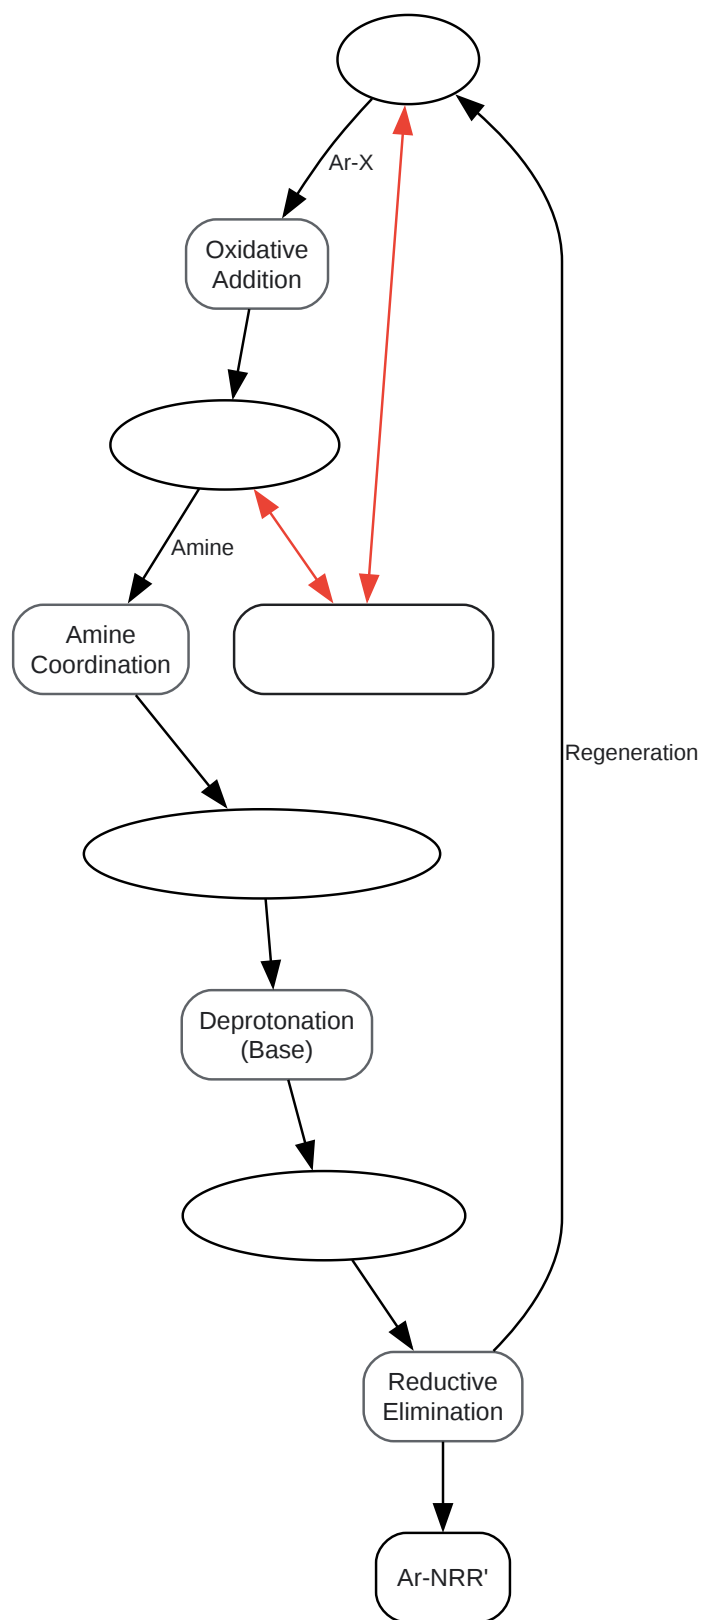 Ar-X
Oxidative
Addition
Amine
Amine
Coordination
Regeneration
Deprotonation
(Base)
Reductive
Elimination
Ar-NRR'